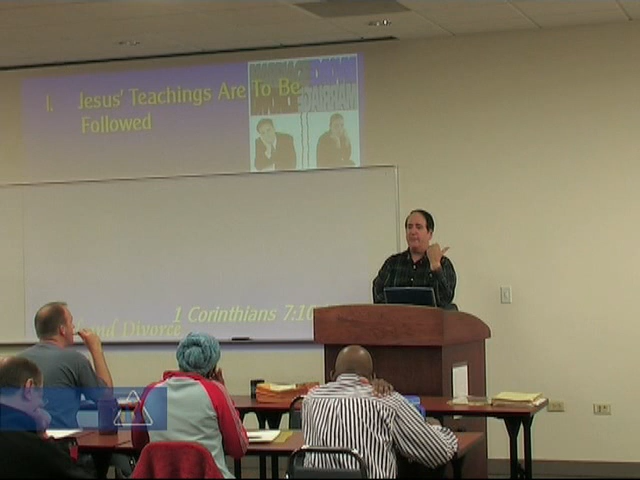 I. Jesus' Teachings Are To Be
Followed
1 Corinthians 7:10
and Divorce